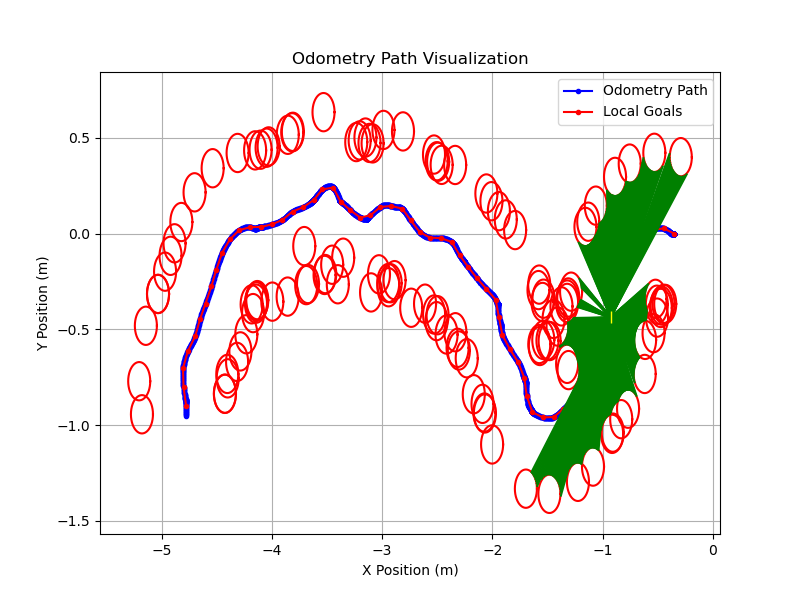 Odometry Path Visualization
Odometry Path
Local Goals
Y Position (m)
0.5
0.0
−0.5
−1.0
−1.5
−5
−4
−3
−2
−1
0
X Position (m)